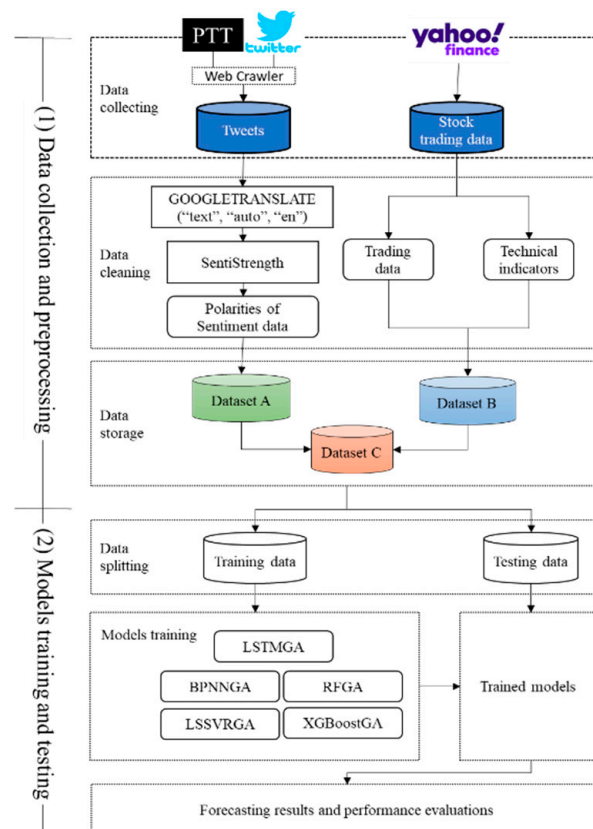 PTT
twitter
yahoo!
finance
Web Crawler
Data
collecting
Tweets
Stock
trading data
(1) Data collection and preprocessing
GOOGLETRANSLATE
(“text”, “auto”, “en”)
Data
cleaning
SentiStrength
Trading
data
Technical
indicators
Polarities of
Sentiment data
Dataset A
Dataset B
Data
storage
Dataset C
(2) Models training and testing
Data
splitting
Training data
Testing data
Models training
LSTMGA
BPNNGA
RFGA
LSSVRGA
XGBoostGA
Trained models
Forecasting results and performance evaluations